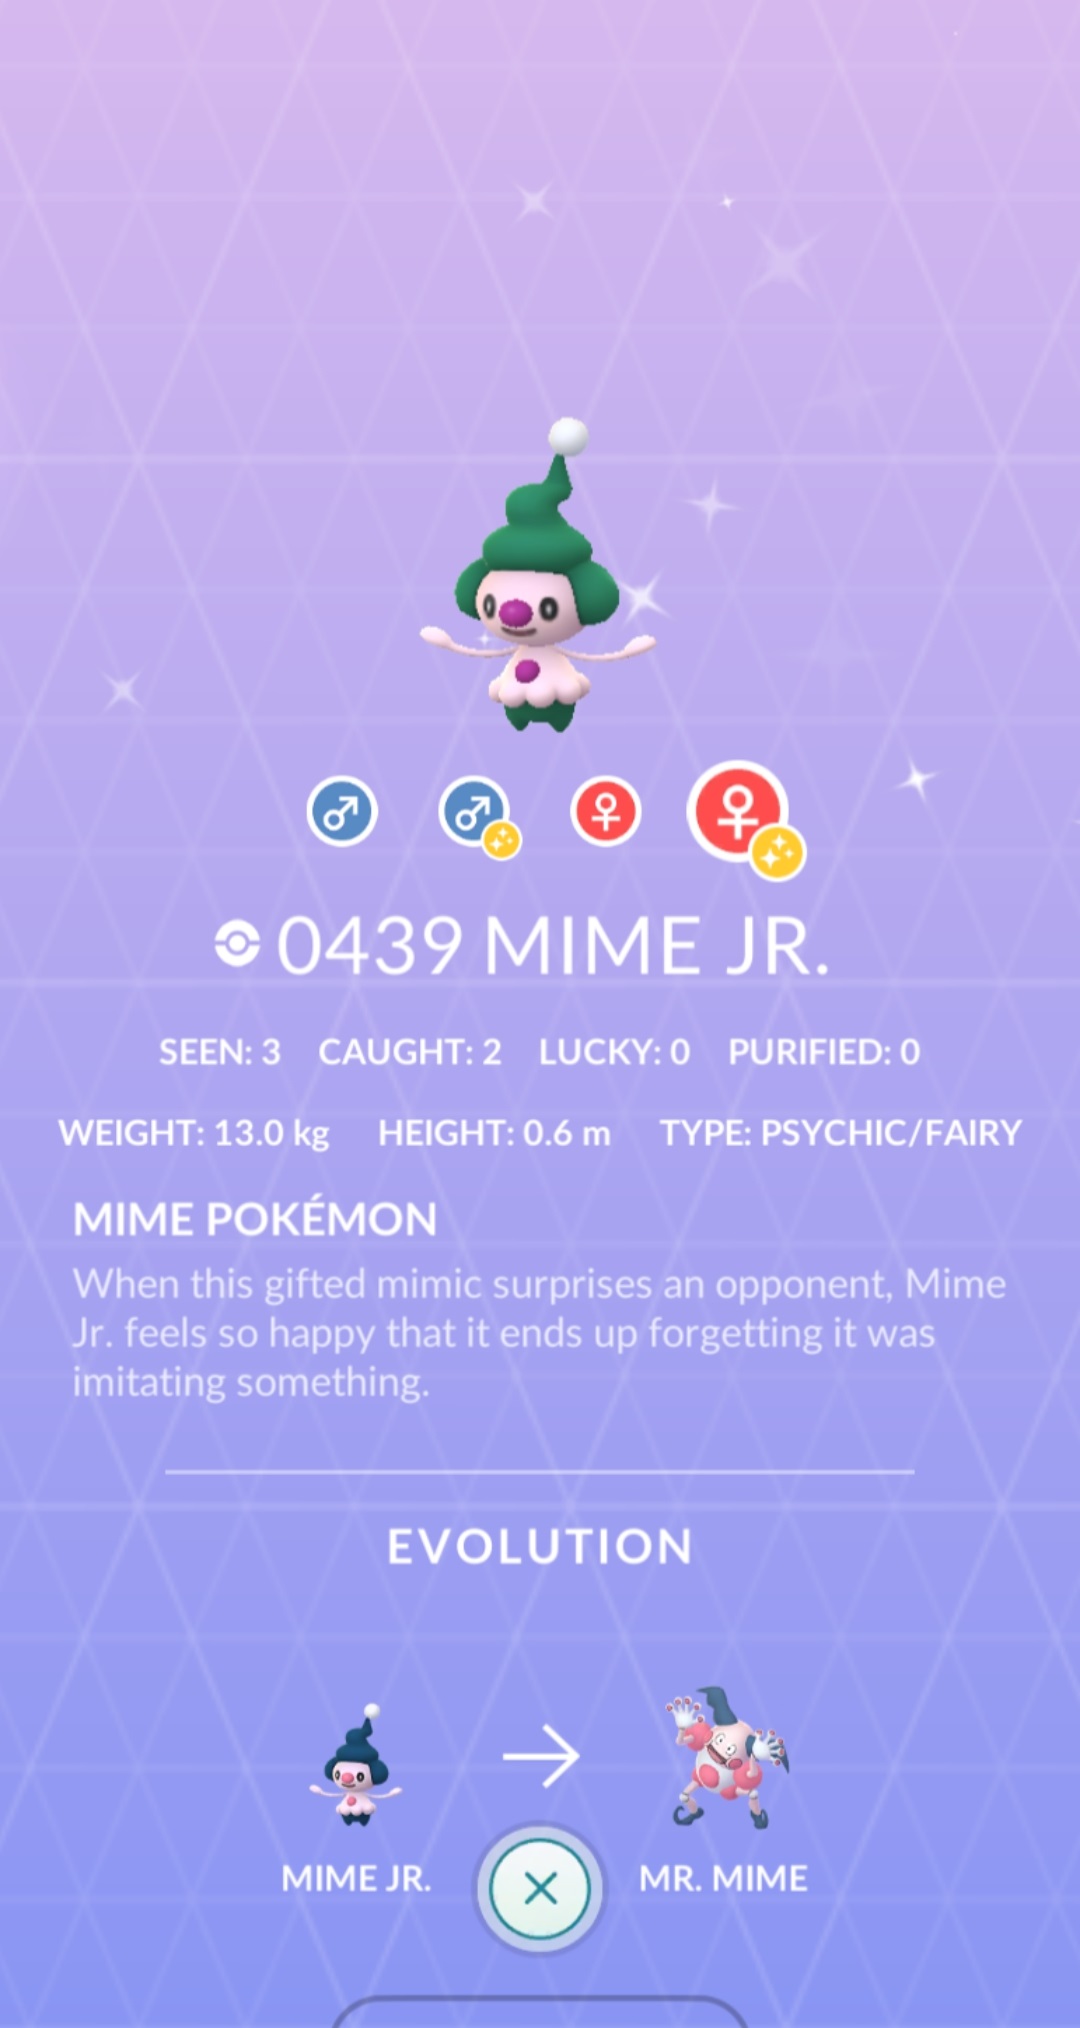 0439 MIME JR.
SEEN: 3 CAUGHT: 2 LUCKY: 0 PURIFIED: 0
WEIGHT: 13.0 kg HEIGHT: 0.6 m TYPE: PSYCHIC/FAIRY
MIME POKÉMON
When this gifted mimic surprises an opponent, Mime
Jr. feels so happy that it ends up forgetting it was
imitating something.
EVOLUTION
MIME JR. MR. MIME